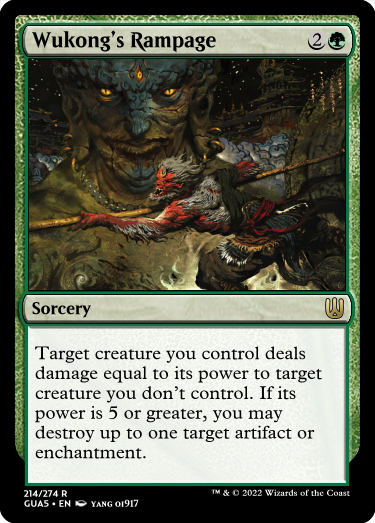 Wukong's Rampage 2
Sorcery
Target creature you control deals
damage equal to its power to target
creature you don't control. If its
power is 5 or greater, you may
destroy up to one target artifact or
enchantment.
214/274 R
GUA5 • EN YANG 01917
™ & © 2022 Wizards of the Coast